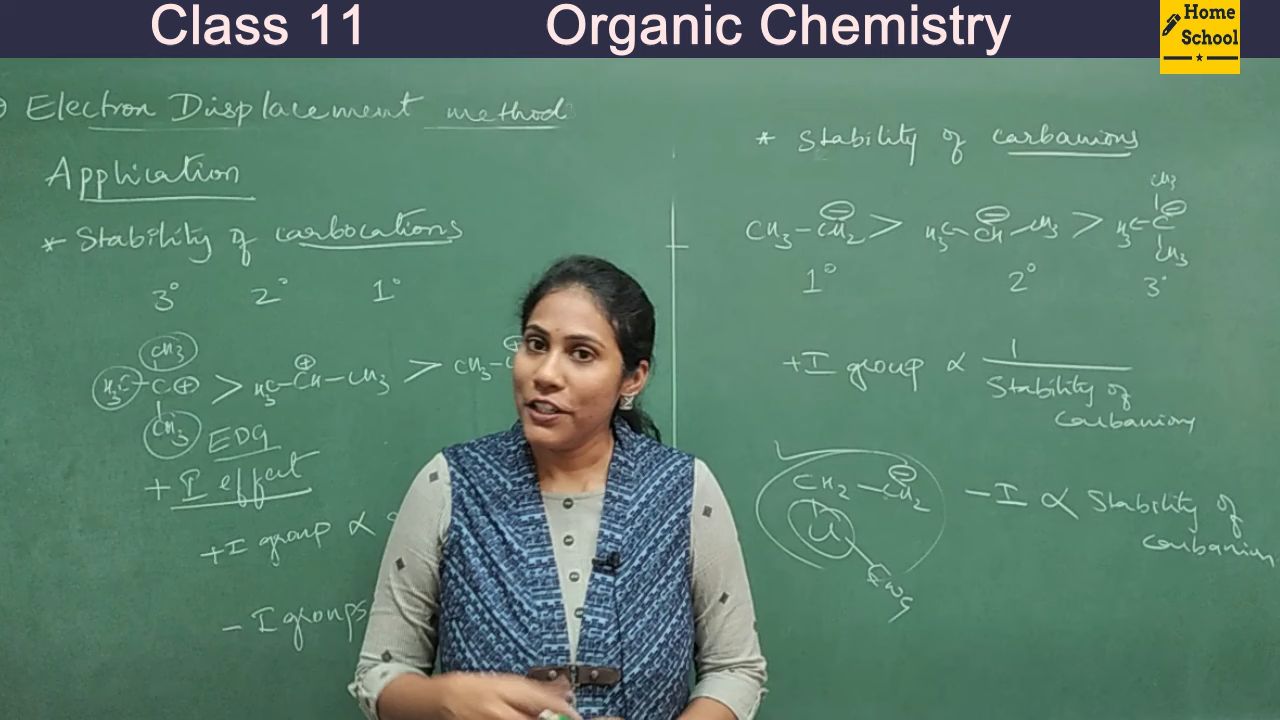 Class 11
Organic Chemistry
Home
School
Electron Displacement method
Application
* Stability of carbocations
3° 2° 1°
CH3
H3C - C ⊕ > H3C - CH - CH3 > CH3 -
⊕
CH3
EDG
+ I effect
+ I group ∝
- I groups
* Stability of carbanions
CH3
CH3 - CH2 > H3C - CH - CH3 > H3C - C
⊖ ⊖ ⊖
CH3
1° 2° 3°
+ I group ∝ 1
Stability of
Carbanions
CH2 - CH2
⊖
Cl
EWG
- I ∝ Stability of
carbanion